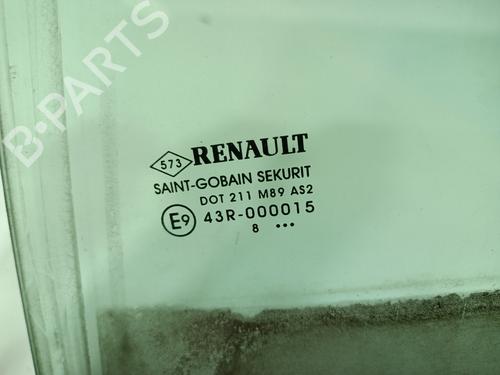 B-PARTS
573 RENAULT
SAINT-GOBAIN SEKURIT
DOT 211 M89 AS2
E9 43R-000015
8 •••